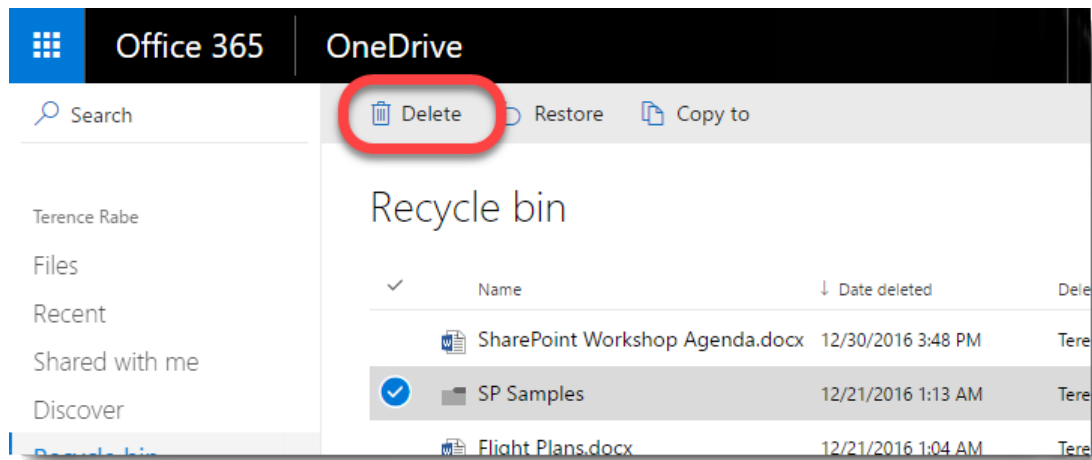 Office 365 OneDrive
Search Delete Restore Copy to
Terence Rabe
Recycle bin
Files
Name ↓ Date deleted
Recent
SharePoint Workshop Agenda.docx 12/30/2016 3:48 PM
Shared with me
SP Samples 12/21/2016 1:13 AM
Discover
Recycle bin
Flight Plans.docx 12/21/2016 1:04 AM